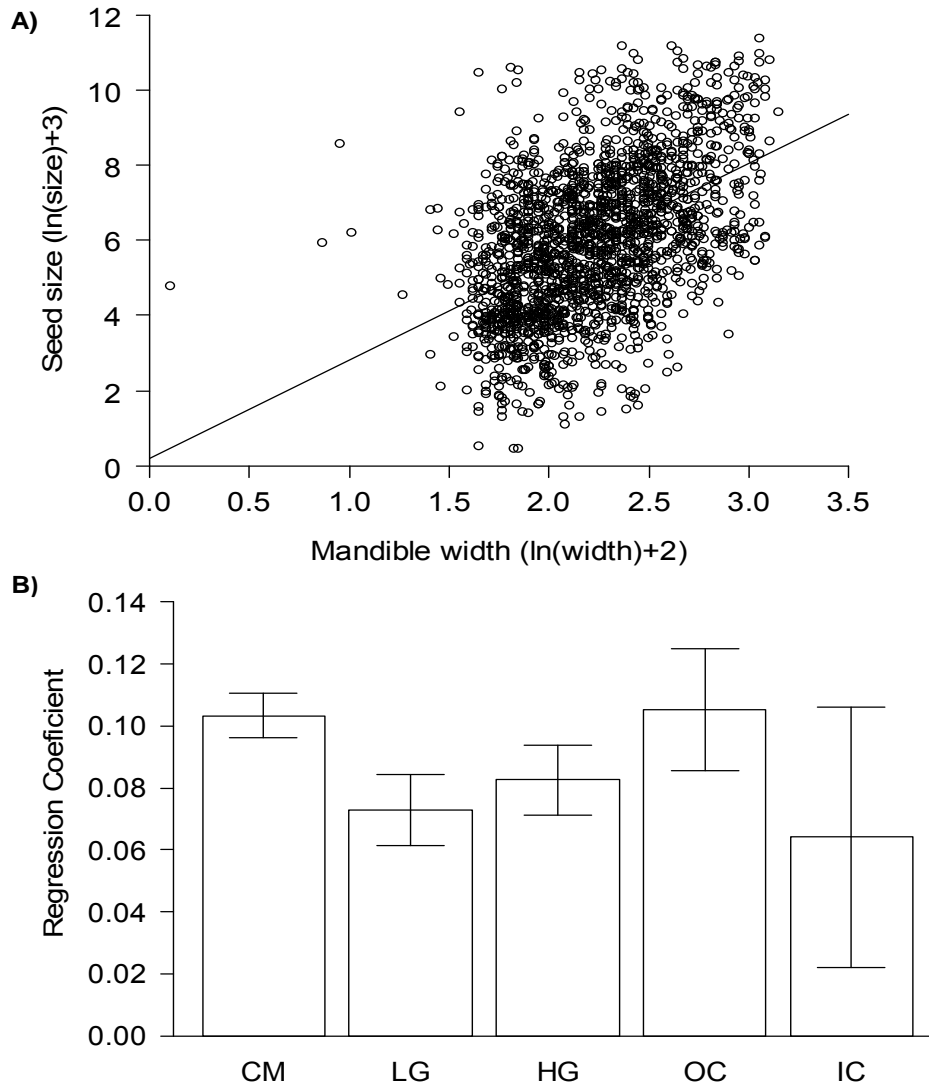 A)
Seed size (ln(size)+3)
12
10
8
6
4
2
0
0.0 0.5 1.0 1.5 2.0 2.5 3.0 3.5
Mandible width (ln(width)+2)
B)
Regression Coeficient
0.14
0.12
0.10
0.08
0.06
0.04
0.02
0.00
CM LG HG OC IC